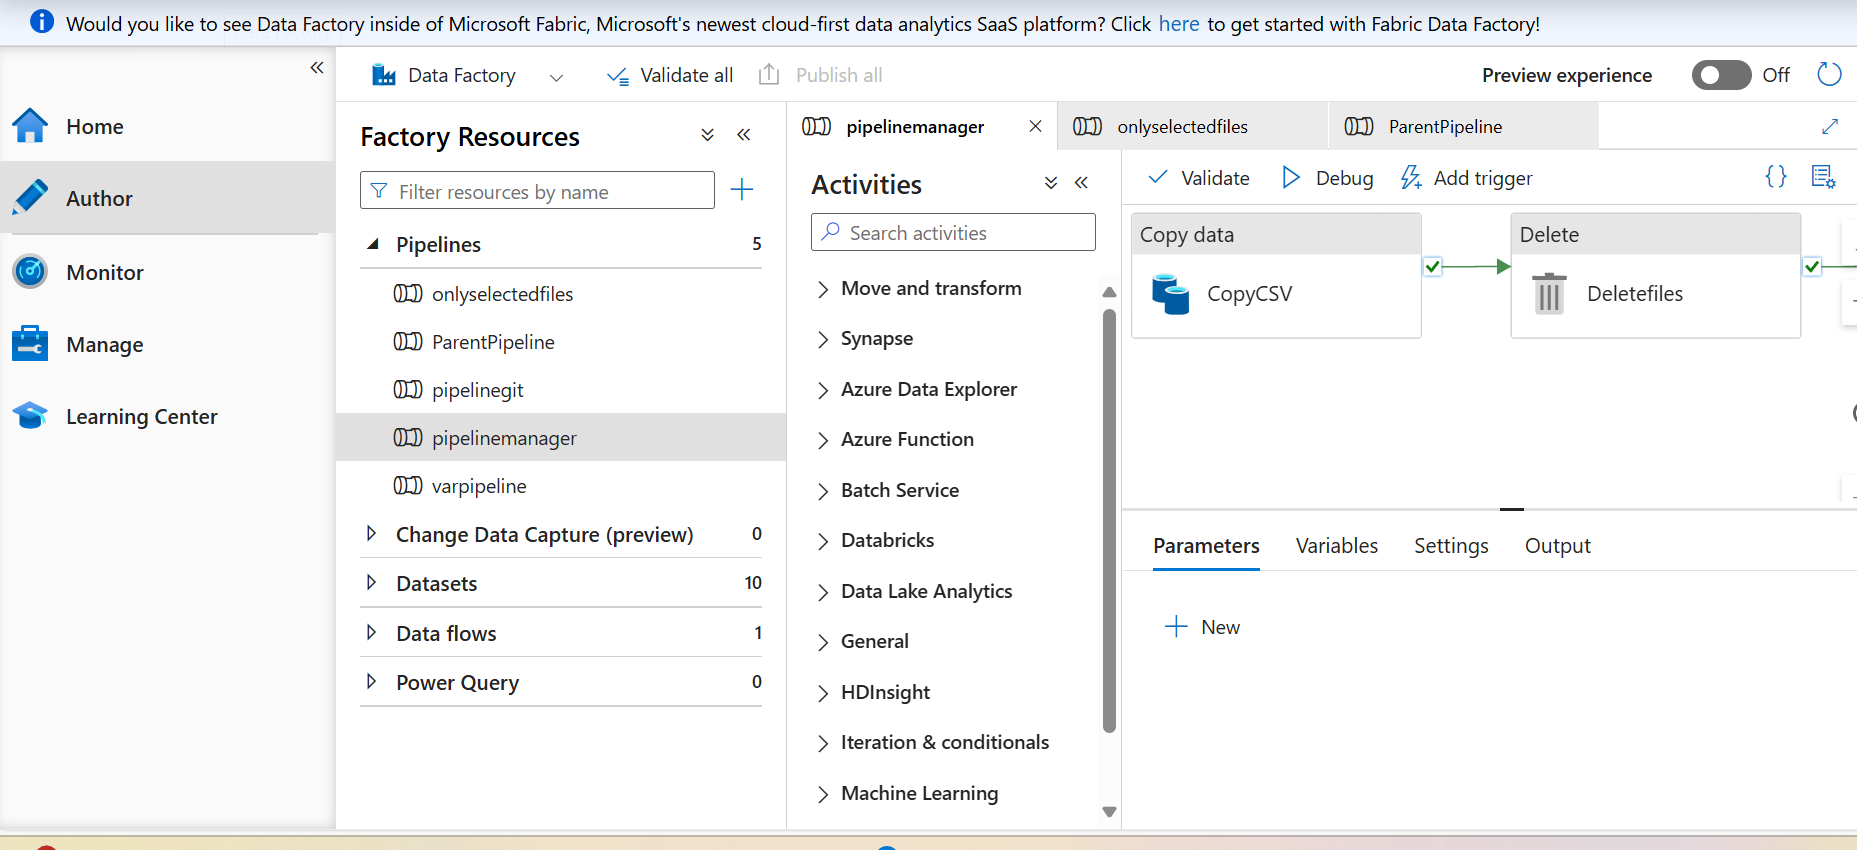 Would you like to see Data Factory inside of Microsoft Fabric, Microsoft's newest cloud-first data analytics SaaS platform? Click here to get started with Fabric Data Factory!
Home
Author
Monitor
Manage
Learning Center
Data Factory
Validate all
Publish all
Preview experience
Off
Factory Resources
Filter resources by name
Pipelines 5
onlyselectedfiles
ParentPipeline
pipelinegit
pipelinemanager
varpipeline
Change Data Capture (preview) 0
Datasets 10
Data flows 1
Power Query 0
pipelinemanager
onlyselectedfiles
ParentPipeline
Activities
Search activities
Move and transform
Synapse
Azure Data Explorer
Azure Function
Batch Service
Databricks
Data Lake Analytics
General
HDInsight
Iteration & conditionals
Machine Learning
Validate
Debug
Add trigger
Copy data
CopyCSV
Delete
Deletefiles
Parameters
Variables
Settings
Output
New